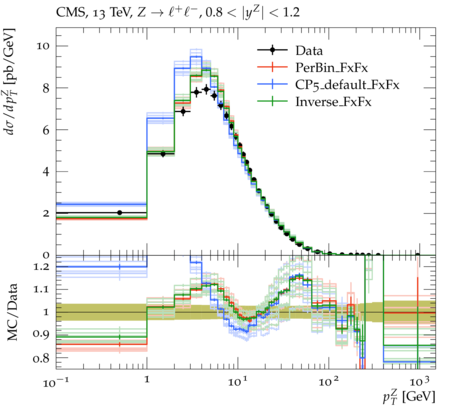 CMS, 13 TeV, Z → ℓ⁺ℓ⁻, 0.8 < |y^Z| < 1.2
dσ/dp_T^Z [pb/GeV]
10
8
6
4
2
0
Data
PerBin_FxFx
CP5_default_FxFx
Inverse_FxFx
MC/Data
1.2
1.1
1
0.9
0.8
10⁻¹ 1 10¹ 10² 10³
p_T^Z [GeV]